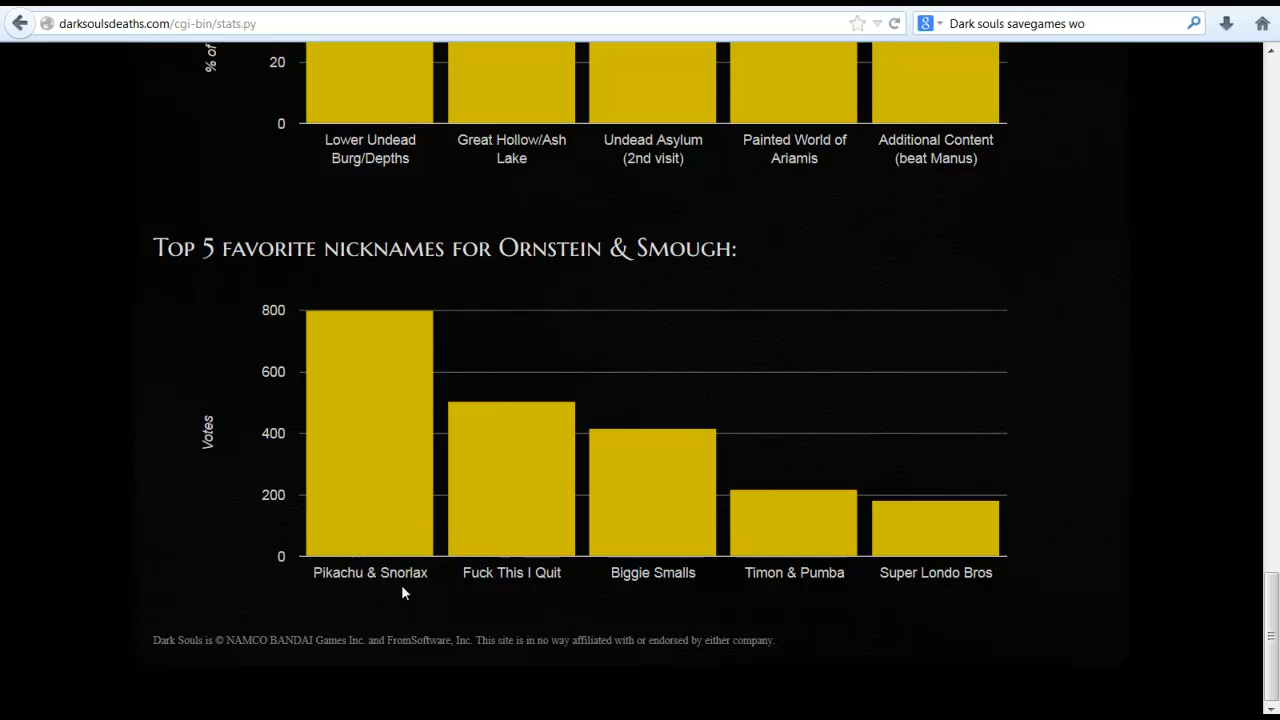 darksoulsdeaths.com/cgi-bin/stats.py
Dark souls savegames wo
% of
20
0
Lower Undead Burg/Depths
Great Hollow/Ash Lake
Undead Asylum (2nd visit)
Painted World of Ariamis
Additional Content (beat Manus)
Top 5 favorite nicknames for Ornstein & Smough:
Votes
800
600
400
200
0
Pikachu & Snorlax
Fuck This I Quit
Biggie Smalls
Timon & Pumba
Super Londo Bros
Dark Souls is © NAMCO BANDAI Games Inc. and FromSoftware, Inc. This site is in no way affiliated with or endorsed by either company.